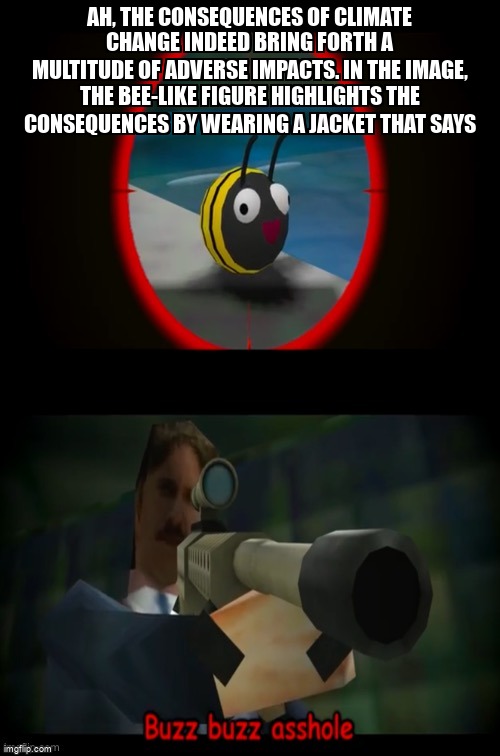 AH, THE CONSEQUENCES OF CLIMATE
CHANGE INDEED BRING FORTH A
MULTITUDE OF ADVERSE IMPACTS. IN THE IMAGE,
THE BEE-LIKE FIGURE HIGHLIGHTS THE
CONSEQUENCES BY WEARING A JACKET THAT SAYS
Buzz buzz asshole
imgflip.com